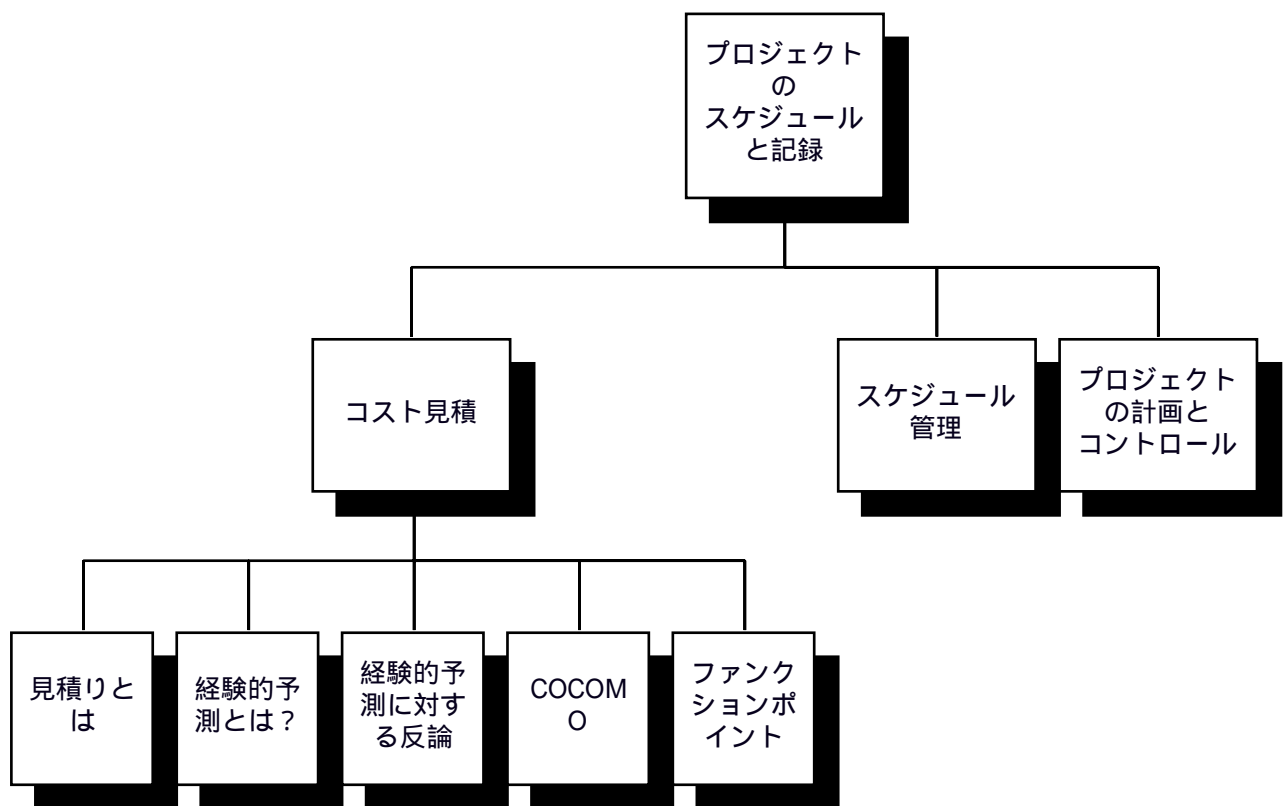 プロジェクト
の
スケジュール
と記録
コスト見積
スケジュール
管理
プロジェクト
の計画と
コントロール
見積りと
は
経験的予
測とは？
経験的予
測に対す
る反論
COCOM
O
ファンク
ションポ
イント